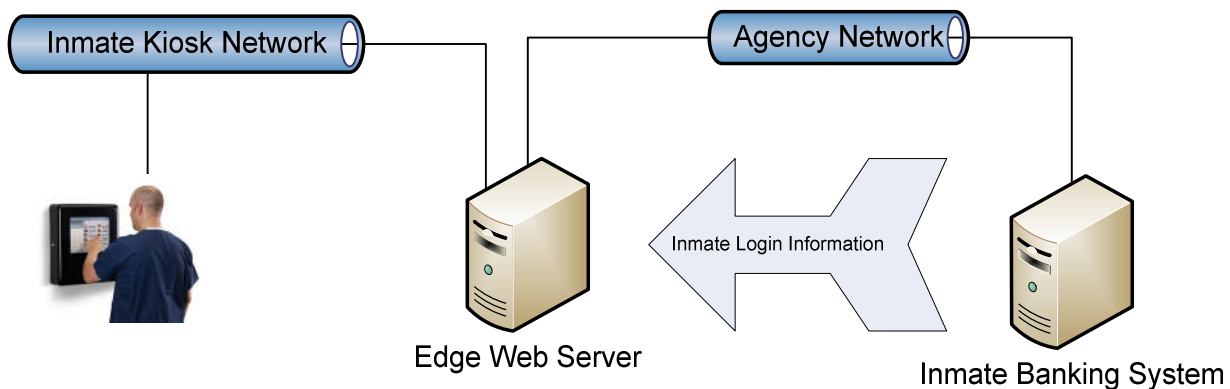 Inmate Kiosk Network
Agency Network
Inmate Login Information
Edge Web Server
Inmate Banking System